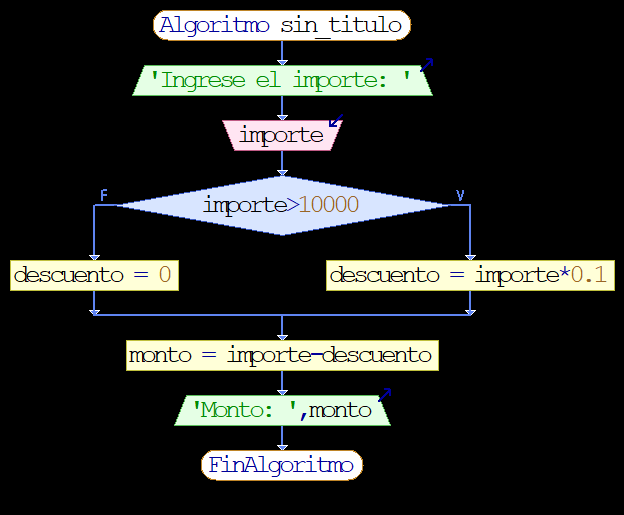 Algoritmo sin_titulo
'Ingrese el importe: '
importe
F
V
importe>10000
descuento = 0
descuento = importe*0.1
monto = importe-descuento
'Monto: ',monto
FinAlgoritmo